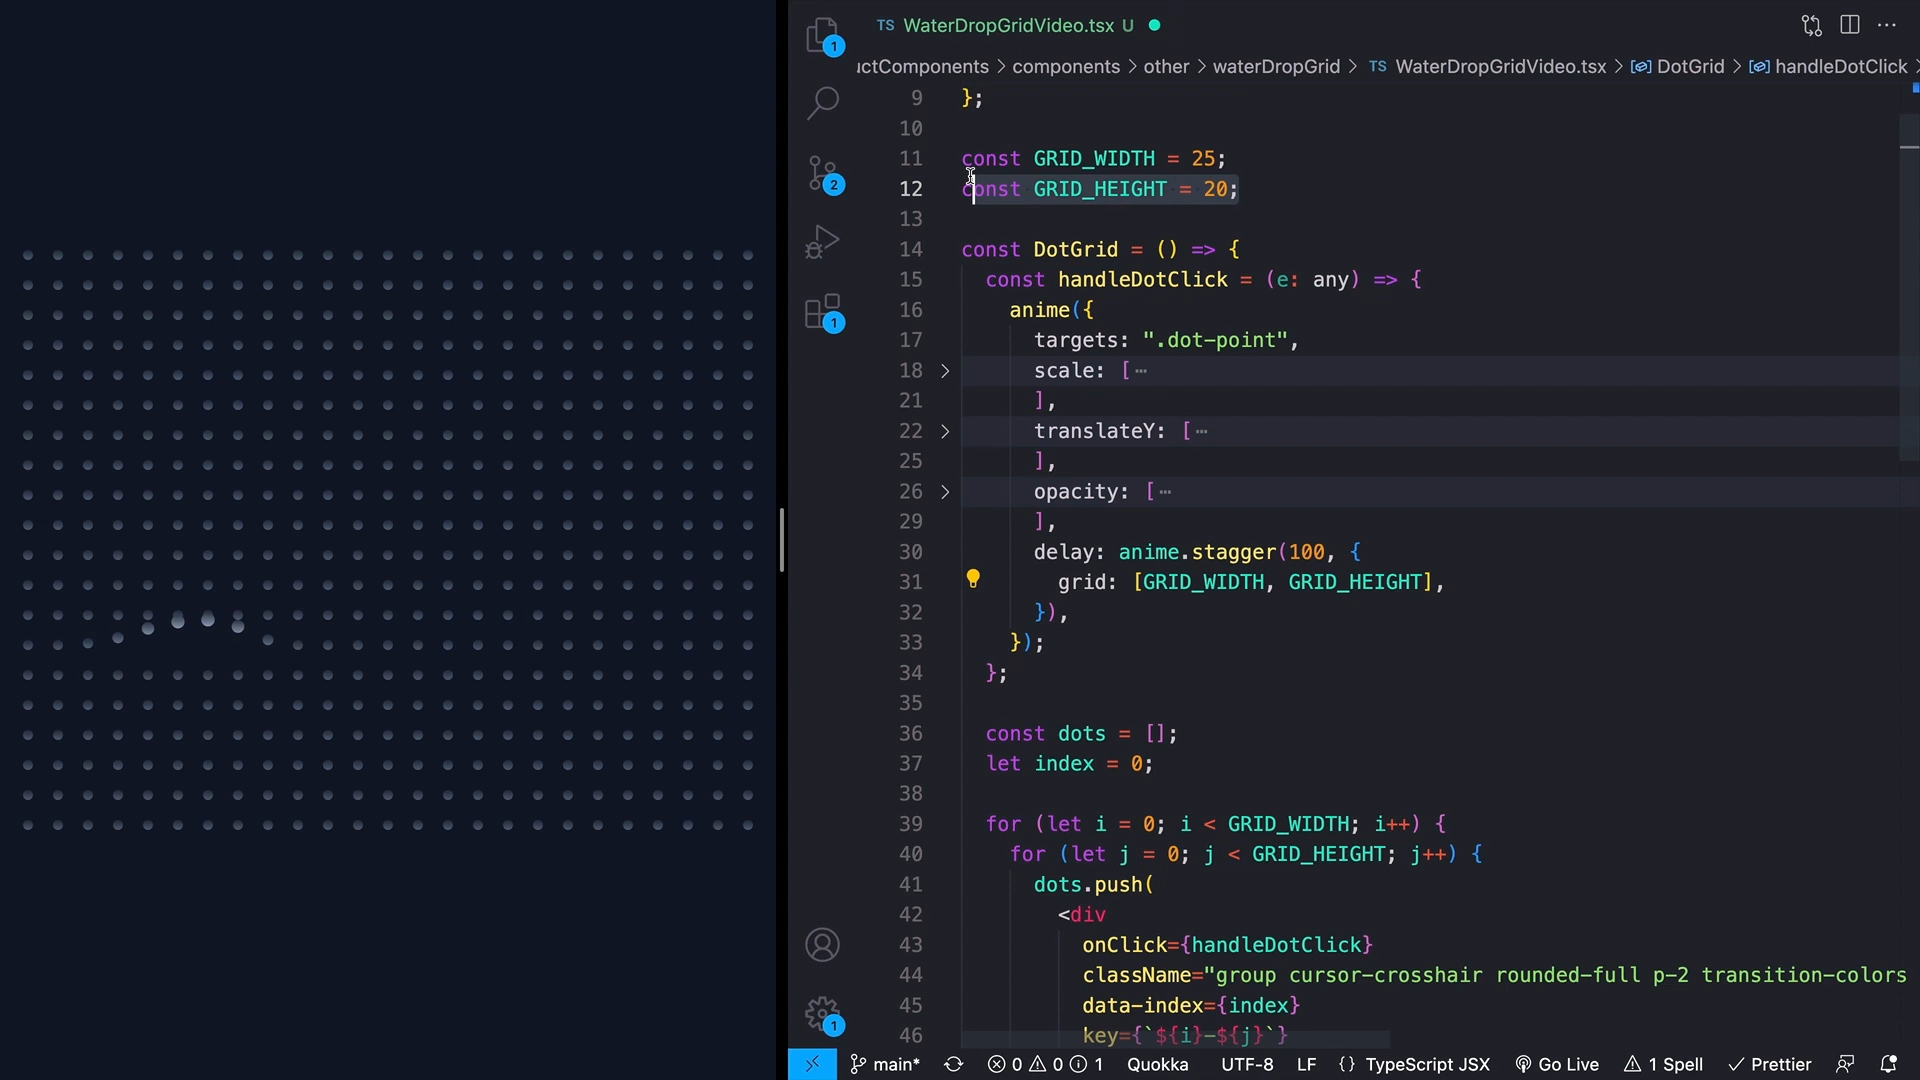 TS WaterDropGridVideo.tsx U
1
uctComponents > components > other > waterDropGrid > TS WaterDropGridVideo.tsx > DotGrid > handleDotClick >
2
1
1
9 };
10
11 const GRID_WIDTH = 25;
12 const GRID_HEIGHT = 20;
13
14 const DotGrid = () => {
15 const handleDotClick = (e: any) => {
16 anime({
17 targets: ".dot-point",
18 > scale: [ ⋯
21 ],
22 > translateY: [ ⋯
25 ],
26 > opacity: [ ⋯
29 ],
30 delay: anime.stagger(100, {
31 grid: [GRID_WIDTH, GRID_HEIGHT],
32 }),
33 });
34 };
35
36 const dots = [];
37 let index = 0;
38
39 for (let i = 0; i < GRID_WIDTH; i++) {
40 for (let j = 0; j < GRID_HEIGHT; j++) {
41 dots.push(
42 <div
43 onClick={handleDotClick}
44 className="group cursor-crosshair rounded-full p-2 transition-colors
45 data-index={index}
46 key={`${i}-${j}`}
main* 0 0 1 Quokka UTF-8 LF {} TypeScript JSX Go Live 1 Spell Prettier